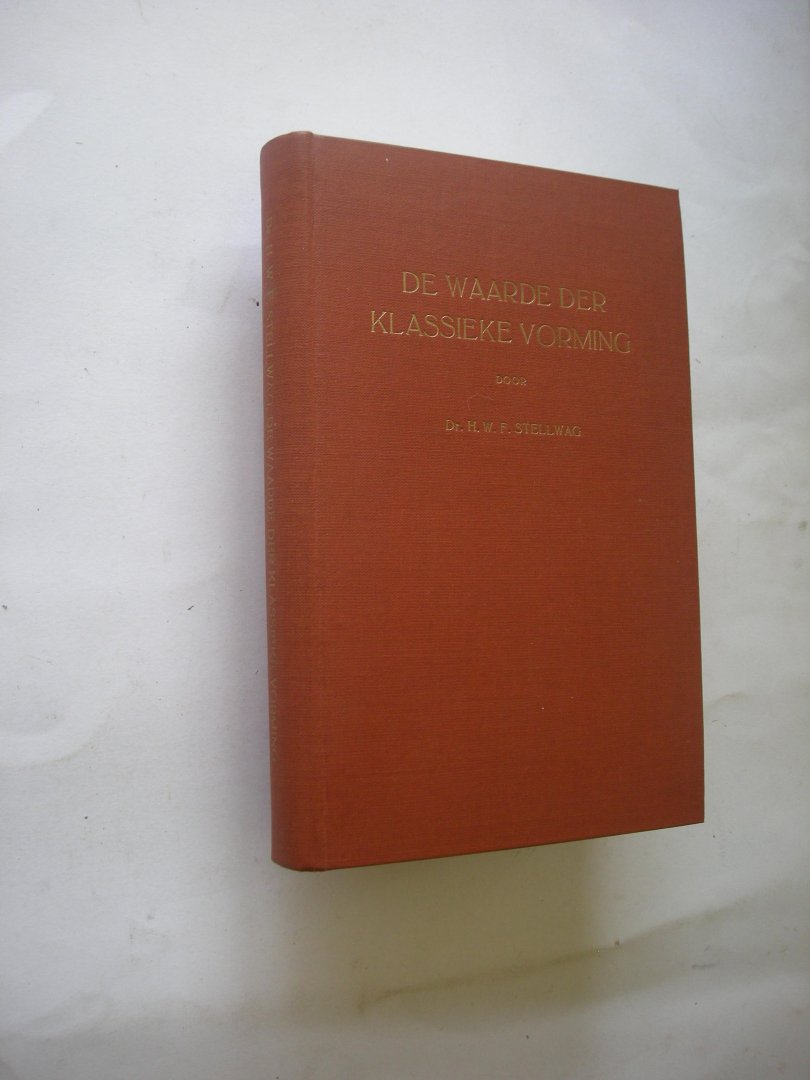 DE WAARDE DER
KLASSIEKE VORMING
DOOR
Dr. H. W. F. STELLWAG
Dr. H. W. F. STELLWAG DE WAARDE DER KLASSIEKE VORMING